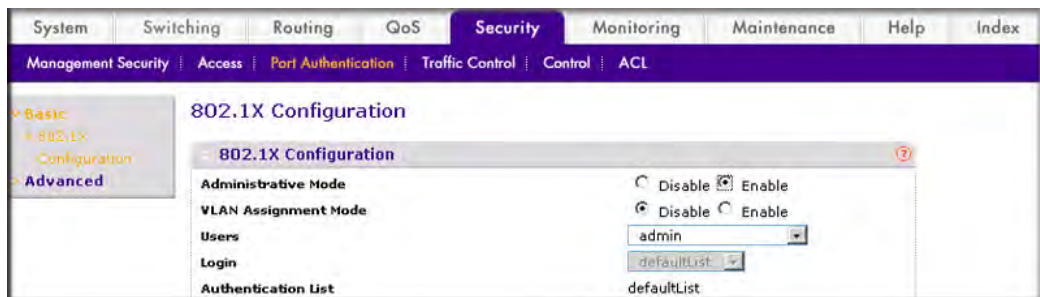 System Switching Routing QoS Security Monitoring Maintenance Help Index
Management Security Access Port Authentication Traffic Control Control ACL
Basic
802.1X
Configuration
Advanced
802.1X Configuration
802.1X Configuration ?
Administrative Mode Disable Enable
VLAN Assignment Mode Disable Enable
Users admin
Login defaultList
Authentication List defaultList